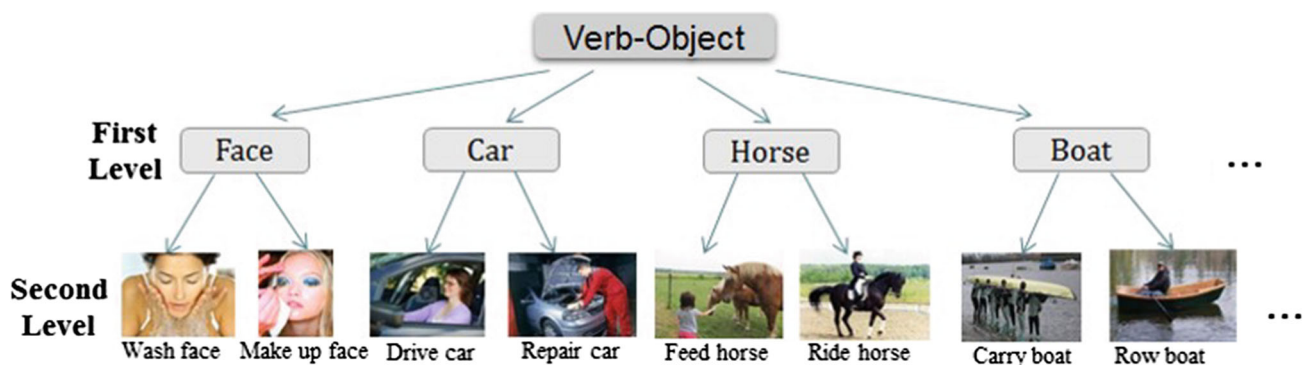 Verb-Object
First
Level
Face
Car
Horse
Boat
...
Second
Level
Wash face
Make up face
Drive car
Repair car
Feed horse
Ride horse
Carry boat
Row boat
...